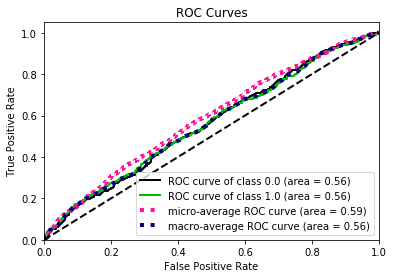 ROC Curves
True Positive Rate
1.0
0.8
0.6
0.4
0.2
0.0
ROC curve of class 0.0 (area = 0.56)
ROC curve of class 1.0 (area = 0.56)
micro-average ROC curve (area = 0.59)
macro-average ROC curve (area = 0.56)
0.0 0.2 0.4 0.6 0.8 1.0
False Positive Rate